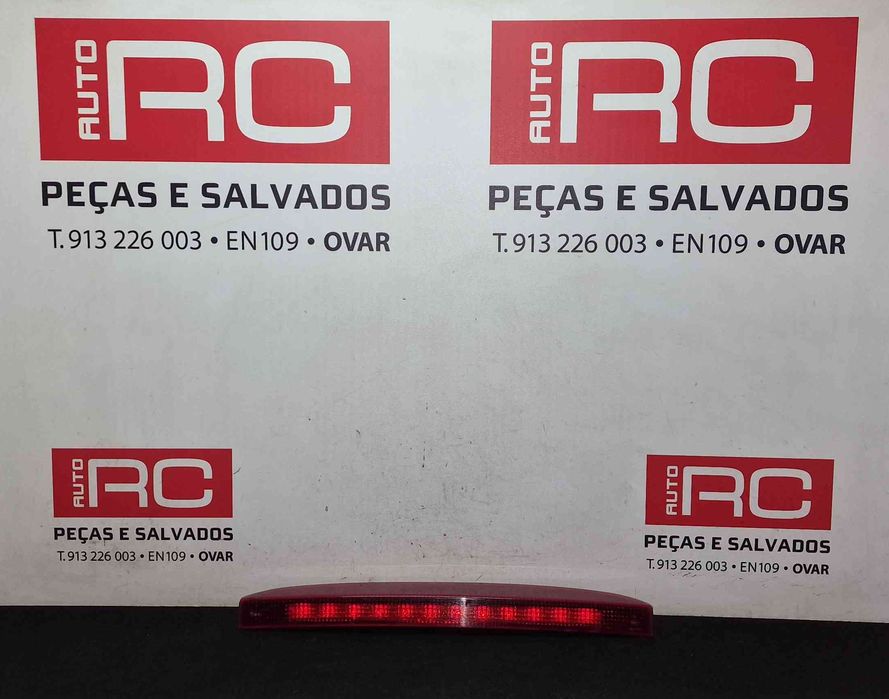 AUTO RC
PEÇAS E SALVADOS
T. 913 226 003 • EN109 • OVAR
AUTO RC
PEÇAS E SALVADOS
T. 913 226 003 • EN109 • OVAR
AUTO RC
PEÇAS E SALVADOS
T. 913 226 003 • EN109 • OVAR
AUTO RC
PEÇAS E SALVADOS
T. 913 226 003 • EN109 • OVAR